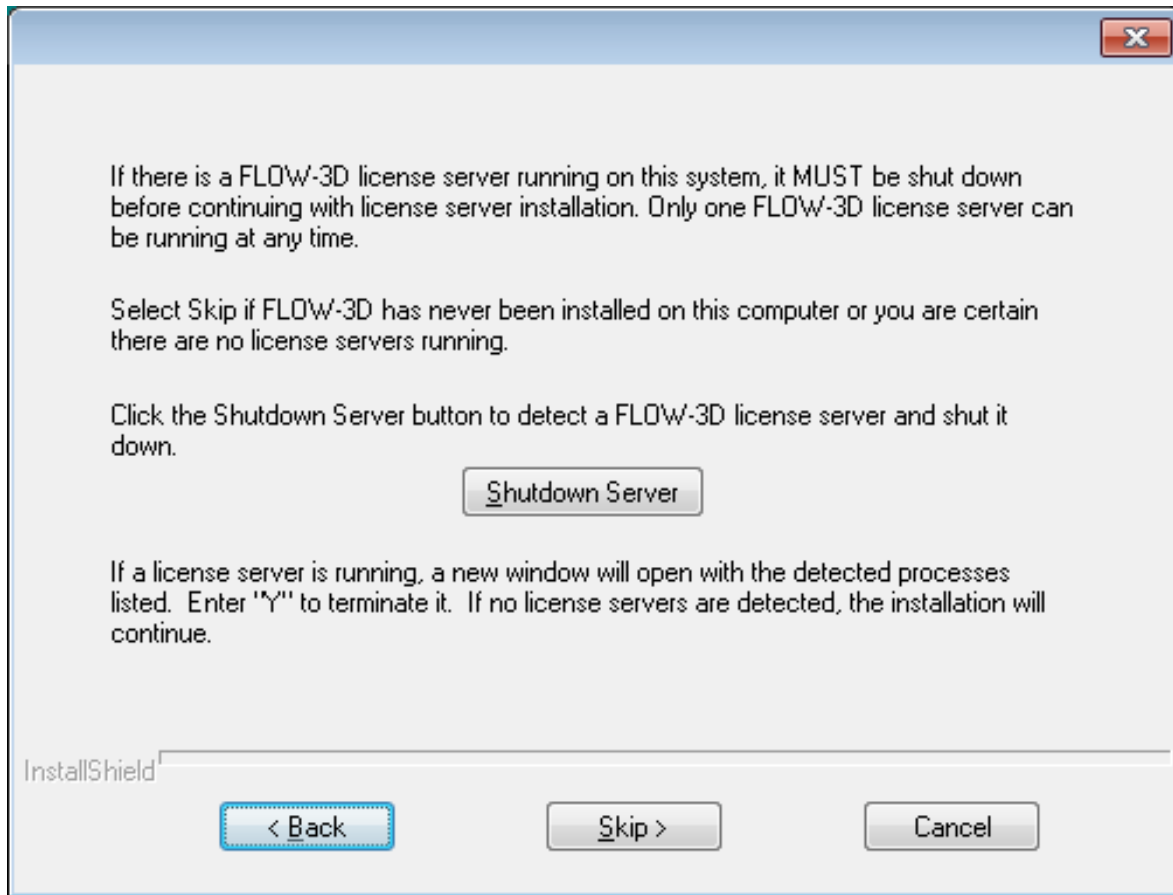 If there is a FLOW-3D license server running on this system, it MUST be shut down
before continuing with license server installation. Only one FLOW-3D license server can
be running at any time.
Select Skip if FLOW-3D has never been installed on this computer or you are certain
there are no license servers running.
Click the Shutdown Server button to detect a FLOW-3D license server and shut it
down.
Shutdown Server
If a license server is running, a new window will open with the detected processes
listed.  Enter "Y" to terminate it.  If no license servers are detected, the installation will
continue.
InstallShield
< Back
Skip >
Cancel